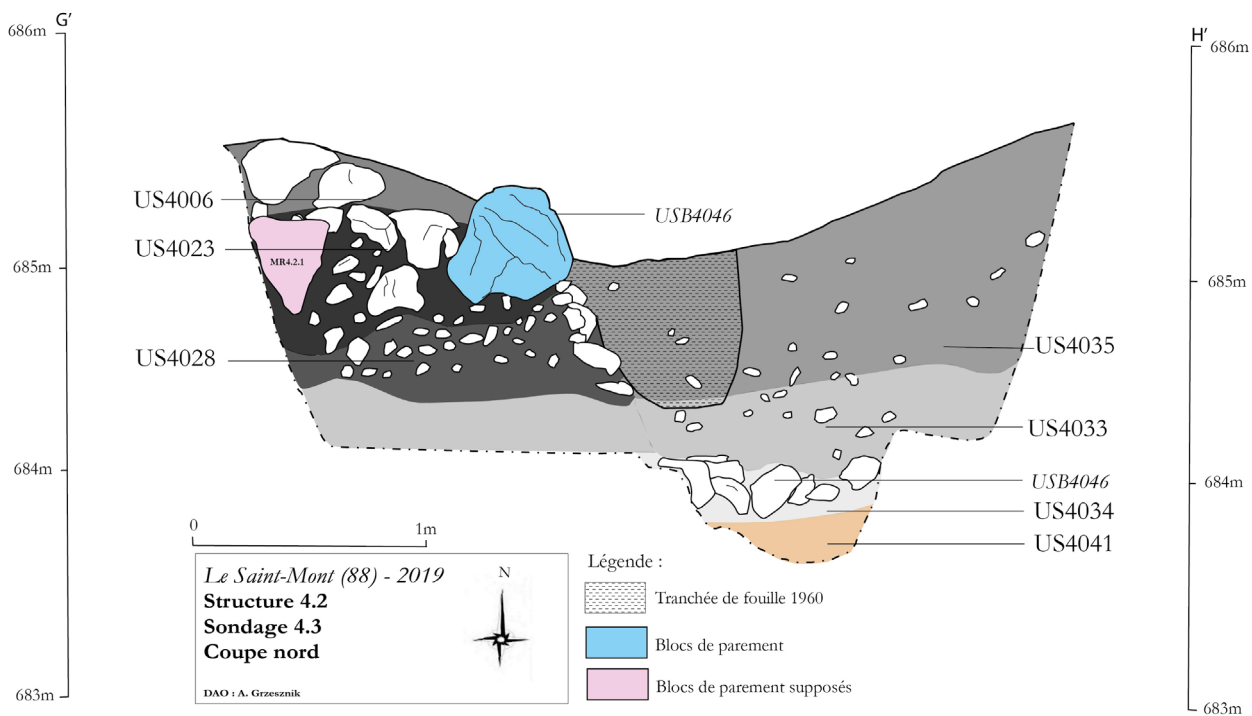 G'
H'
686m
686m
US4006
USB4046
US4023
MR4.2.1
685m
685m
US4028
US4035
US4033
684m
USB4046
684m
US4034
US4041
0
1m
Le Saint-Mont (88) - 2019
Structure 4.2
Sondage 4.3
Coupe nord
DAO : A. Grzesznik
N
Légende :
Tranchée de fouille 1960
Blocs de parement
Blocs de parement supposés
683m
683m